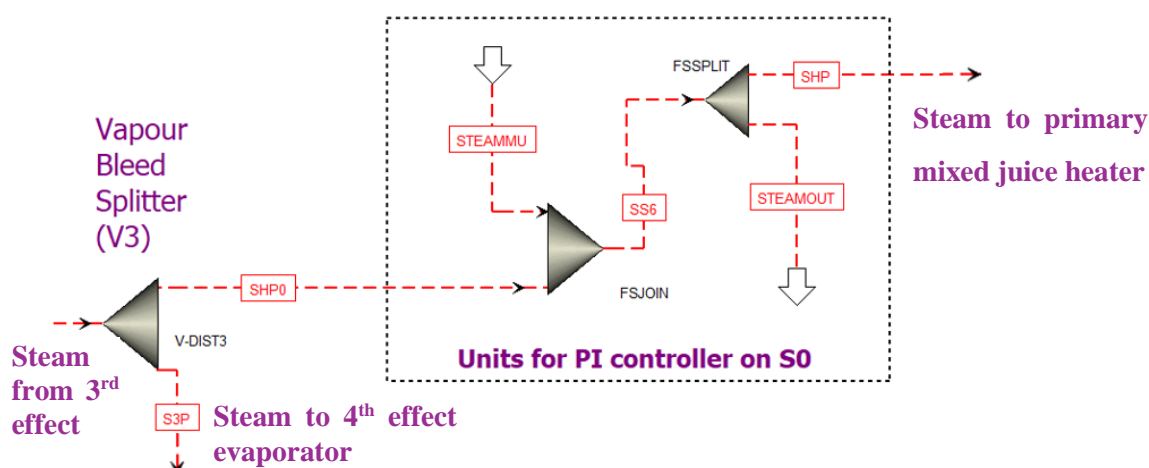 FSSPLIT
SHP
STEAMMU
Steam to primary
mixed juice heater
Vapour
Bleed
Splitter
(V3)
STEAMOUT
SS6
SHP0
FSJOIN
V-DIST3
Units for PI controller on S0
Steam
from 3rd
effect
S3P
Steam to 4th effect
evaporator